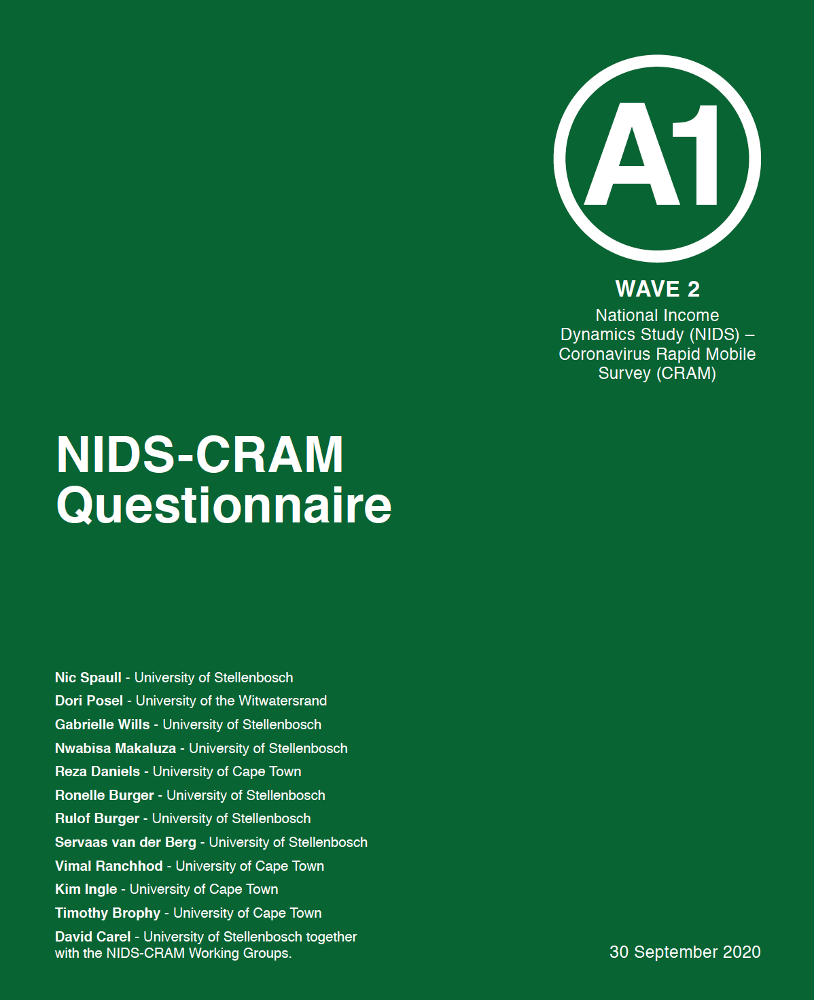 A1
WAVE 2
National Income
Dynamics Study (NIDS) –
Coronavirus Rapid Mobile
Survey (CRAM)
NIDS-CRAM
Questionnaire
Nic Spaull - University of Stellenbosch
Dori Posel - University of the Witwatersrand
Gabrielle Wills - University of Stellenbosch
Nwabisa Makaluza - University of Stellenbosch
Reza Daniels - University of Cape Town
Ronelle Burger - University of Stellenbosch
Rulof Burger - University of Stellenbosch
Servaas van der Berg - University of Stellenbosch
Vimal Ranchhod - University of Cape Town
Kim Ingle - University of Cape Town
Timothy Brophy - University of Cape Town
David Carel - University of Stellenbosch together
with the NIDS-CRAM Working Groups.
30 September 2020